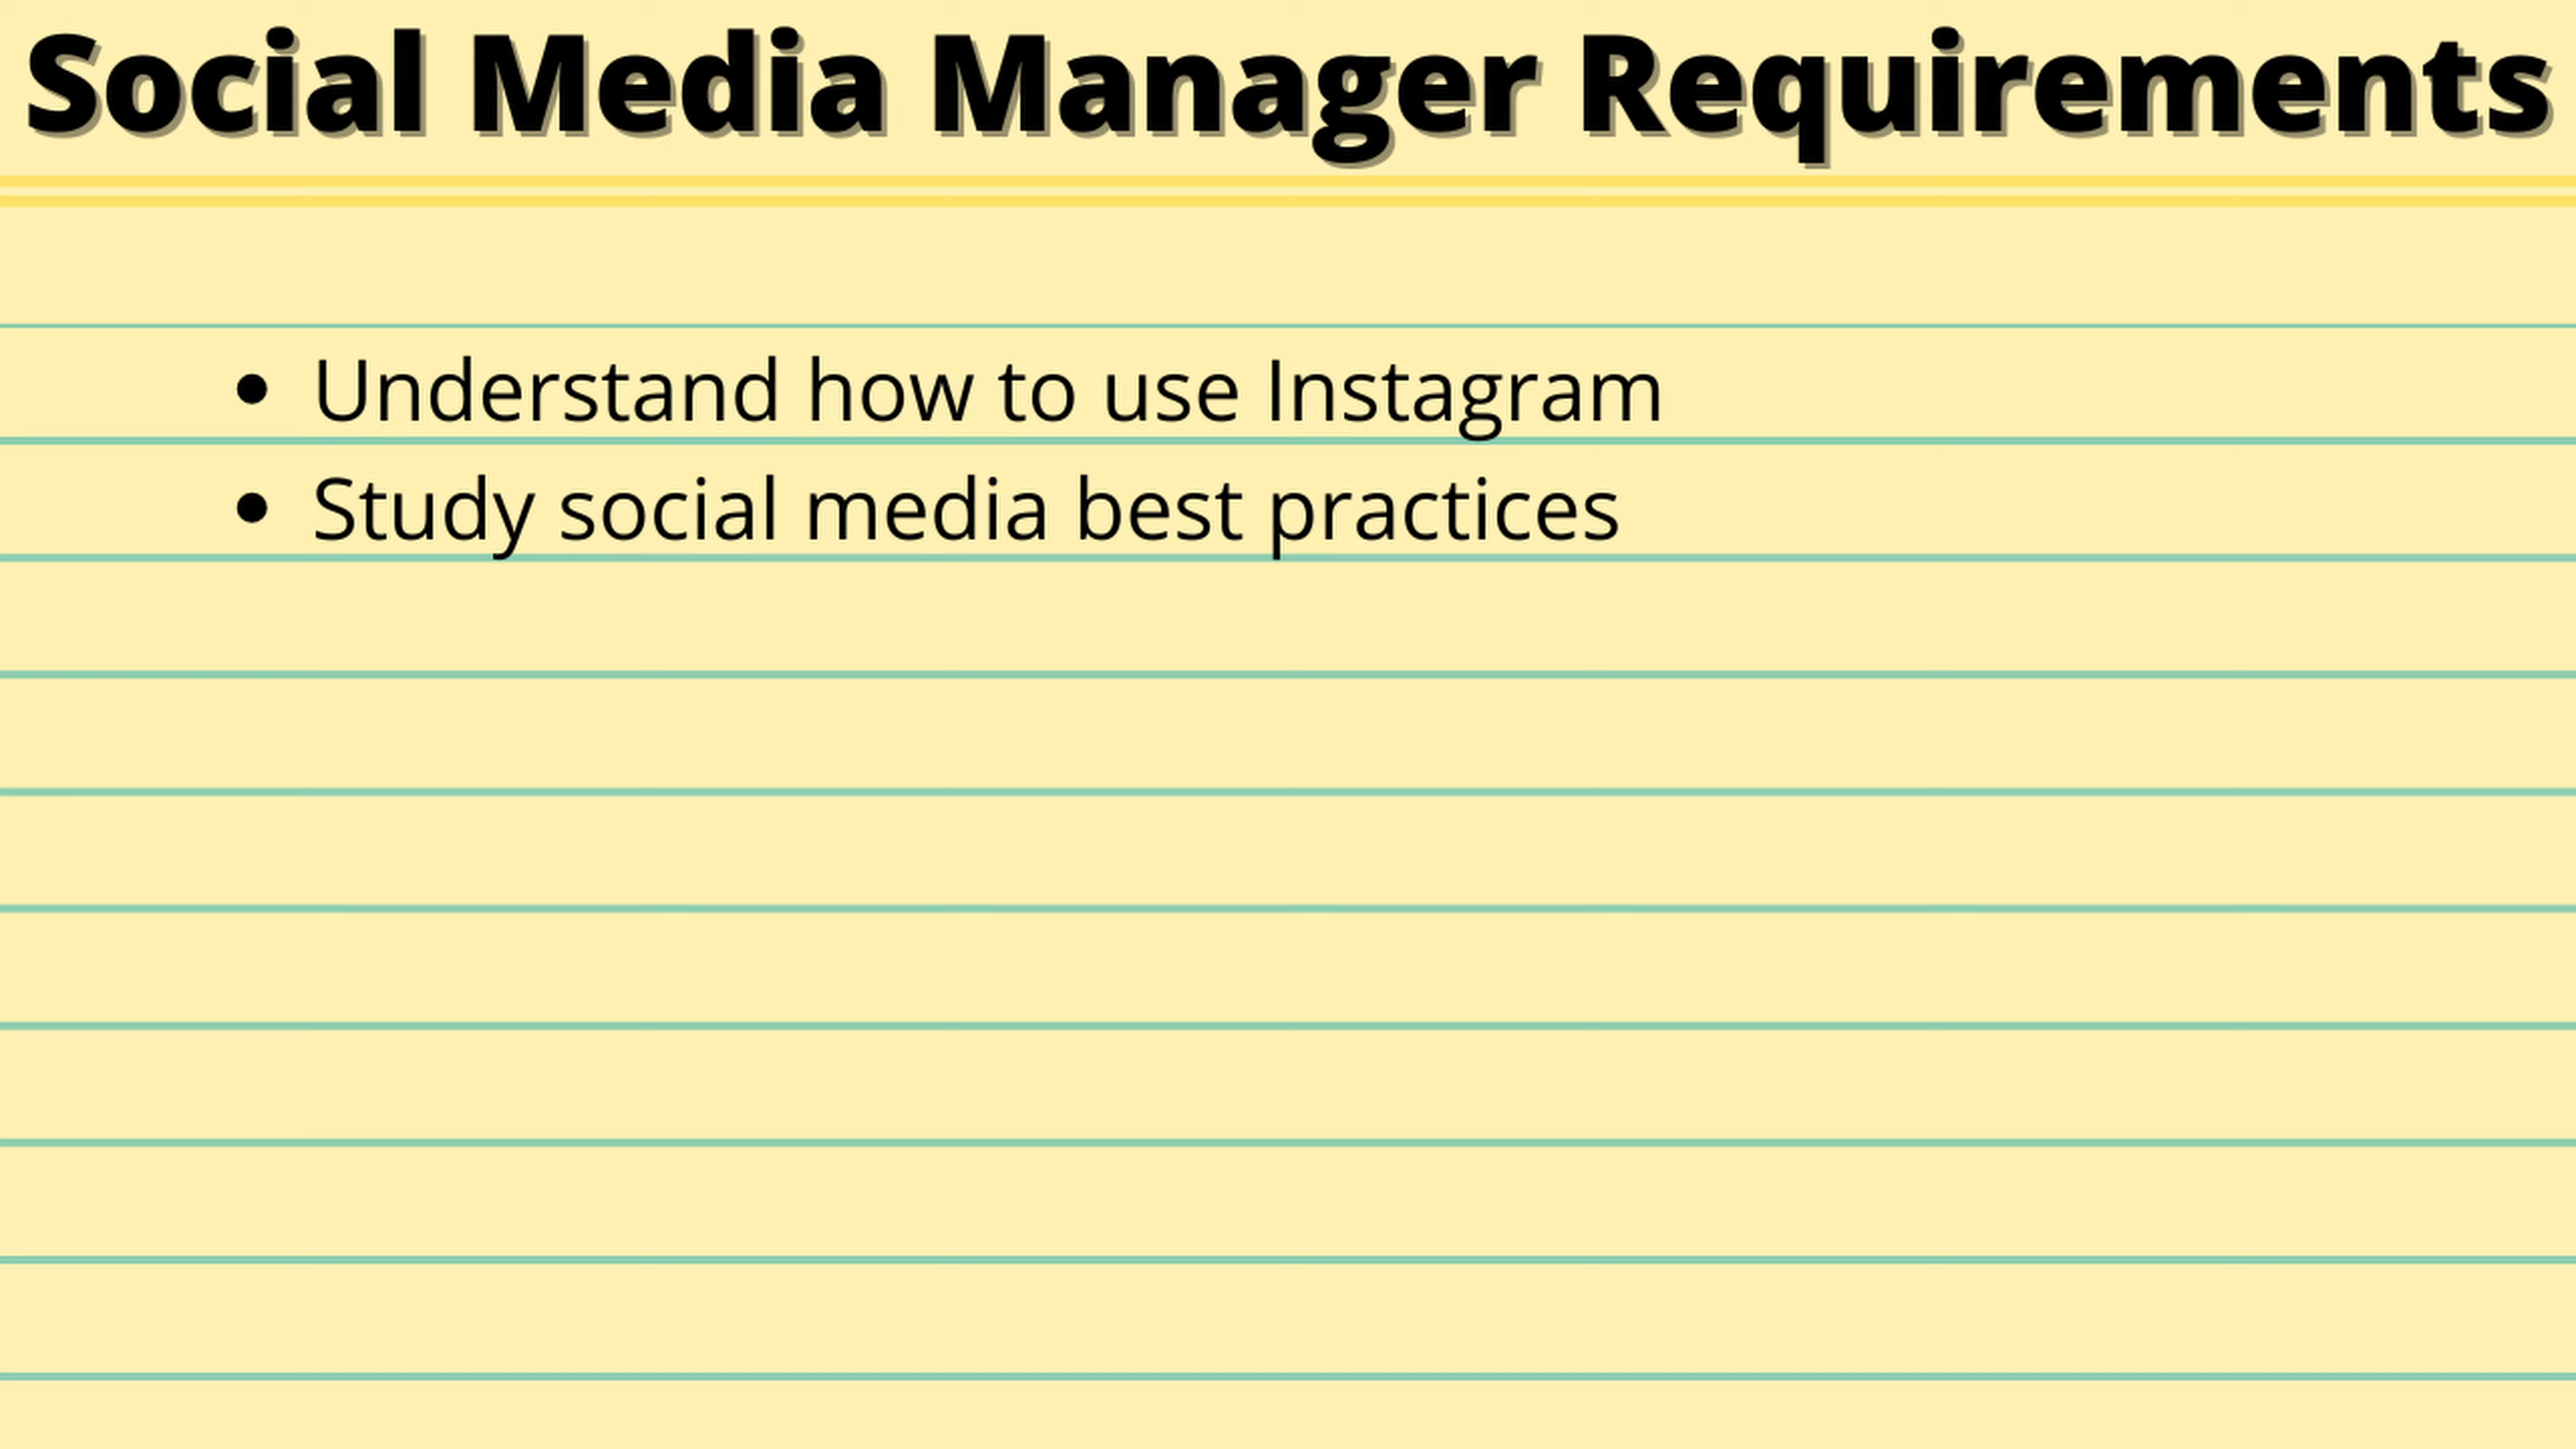 Social Media Manager Requirements
• Understand how to use Instagram
• Study social media best practices